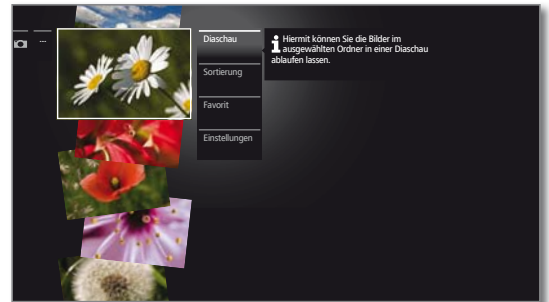 ...
Diaschau
Hiermit können Sie die Bilder im
ausgewählten Ordner in einer Diaschau
ablaufen lassen.
Sortierung
Favorit
Einstellungen